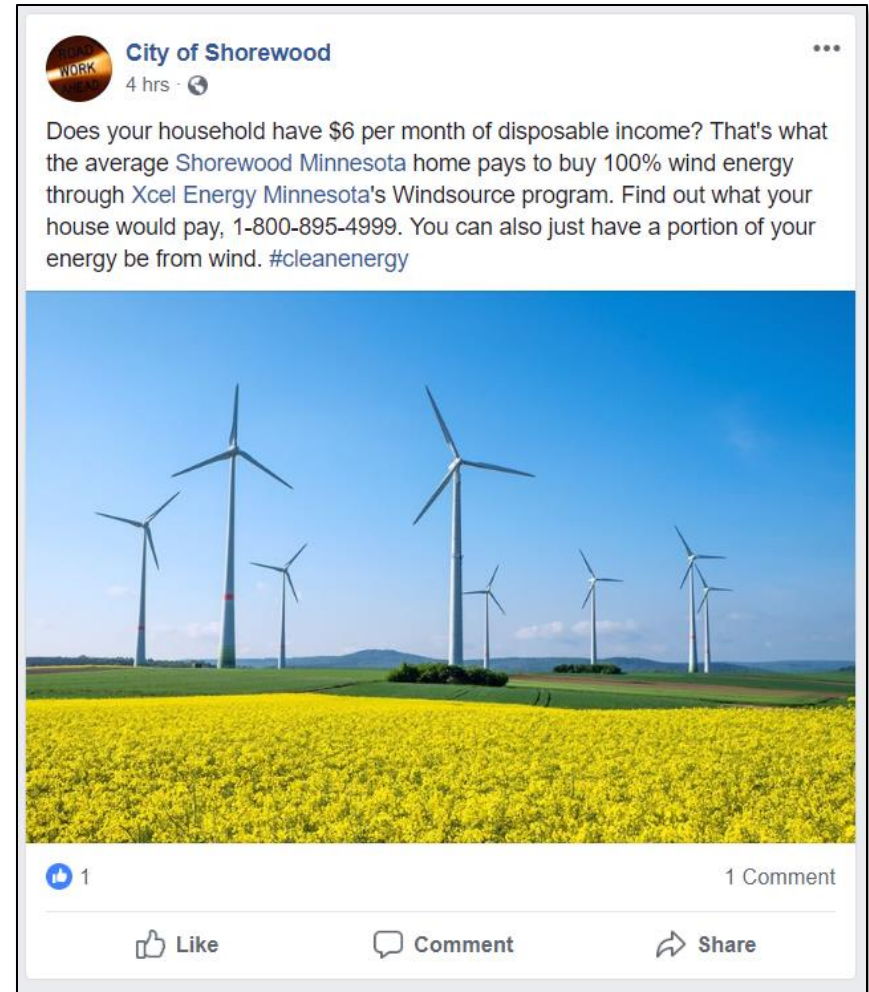 ROAD
WORK
AHEAD
City of Shorewood
4 hrs ·
Does your household have $6 per month of disposable income? That's what
the average Shorewood Minnesota home pays to buy 100% wind energy
through Xcel Energy Minnesota's Windsource program. Find out what your
house would pay, 1-800-895-4999. You can also just have a portion of your
energy be from wind. #cleanenergy
1
1 Comment
Like
Comment
Share